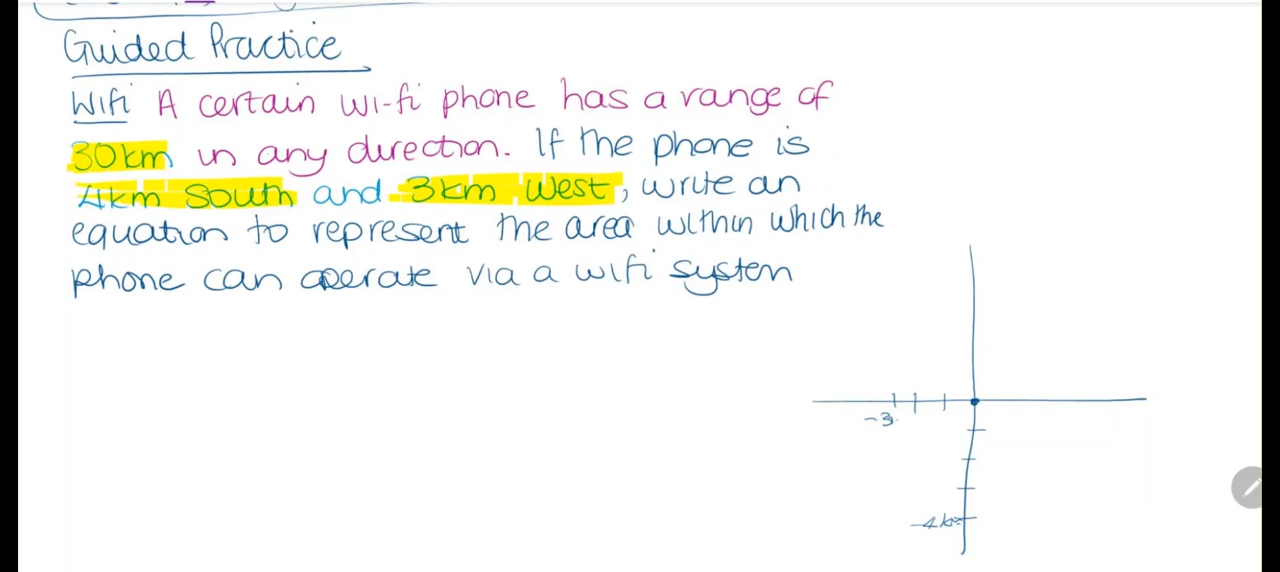 Guided Practice
Wifi A certain wi-fi phone has a range of
30km in any direction. If the phone is
4km South and 3km West, write an
equation to represent the area within which the
phone can operate via a wifi system
-3
-4km